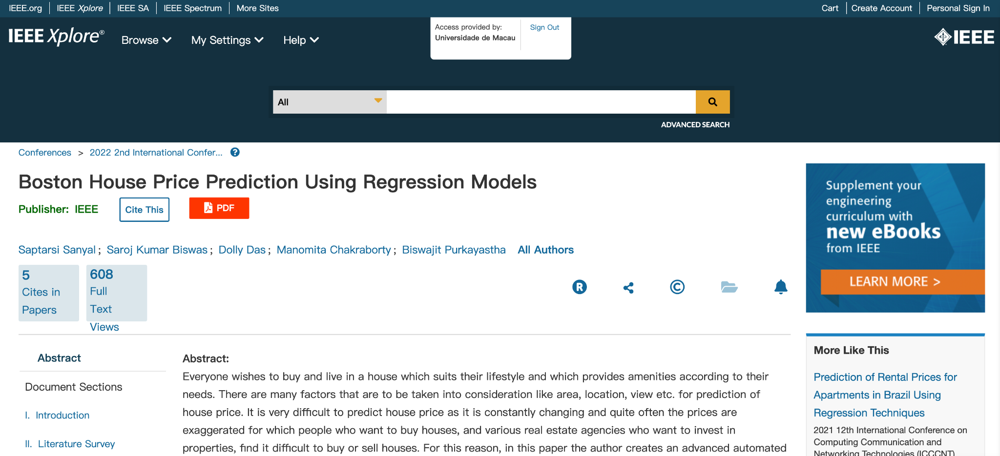 IEEE.org IEEE Xplore IEEE SA IEEE Spectrum More Sites Cart Create Account Personal Sign In
IEEE Xplore® Browse My Settings Help
Access provided by:
Universidade de Macau
Sign Out
IEEE
All
ADVANCED SEARCH
Conferences > 2022 2nd International Confer... ?
Boston House Price Prediction Using Regression Models
Publisher: IEEE Cite This PDF
Saptarsi Sanyal ; Saroj Kumar Biswas ; Dolly Das ; Manomita Chakraborty ; Biswajit Purkayastha All Authors
5
Cites in
Papers
608
Full
Text
Views
R ©
Abstract
Document Sections
I. Introduction
II. Literature Survey
Abstract:
Everyone wishes to buy and live in a house which suits their lifestyle and which provides amenities according to their
needs. There are many factors that are to be taken into consideration like area, location, view etc. for prediction of
house price. It is very difficult to predict house price as it is constantly changing and quite often the prices are
exaggerated for which people who want to buy houses, and various real estate agencies who want to invest in
properties, find it difficult to buy or sell houses. For this reason, in this paper the author creates an advanced automated
Supplement your
engineering
curriculum with
new eBooks
from IEEE
LEARN MORE >
More Like This
Prediction of Rental Prices for
Apartments in Brazil Using
Regression Techniques
2021 12th International Conference on
Computing Communication and
Networking Technologies (ICCCNT)